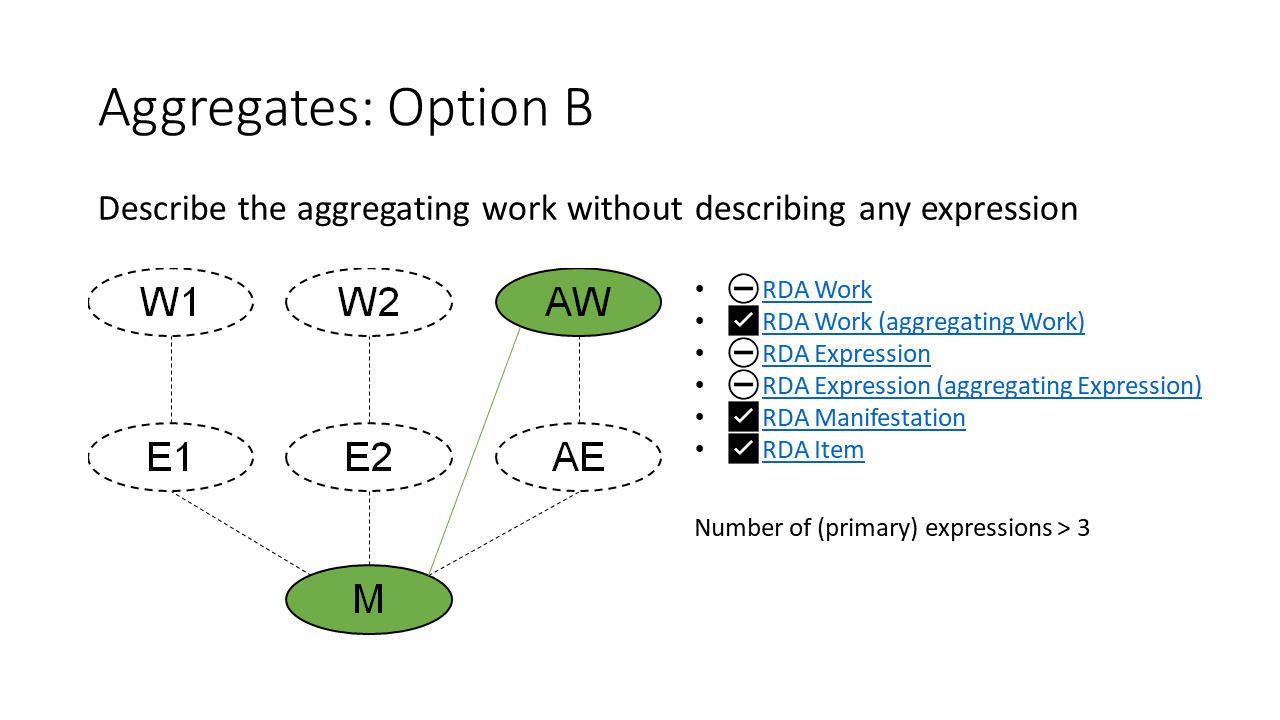 Aggregates: Option B
Describe the aggregating work without describing any expression
W1 W2 AW
E1 E2 AE
M
• RDA Work
• RDA Work (aggregating Work)
• RDA Expression
• RDA Expression (aggregating Expression)
• RDA Manifestation
• RDA Item
Number of (primary) expressions > 3